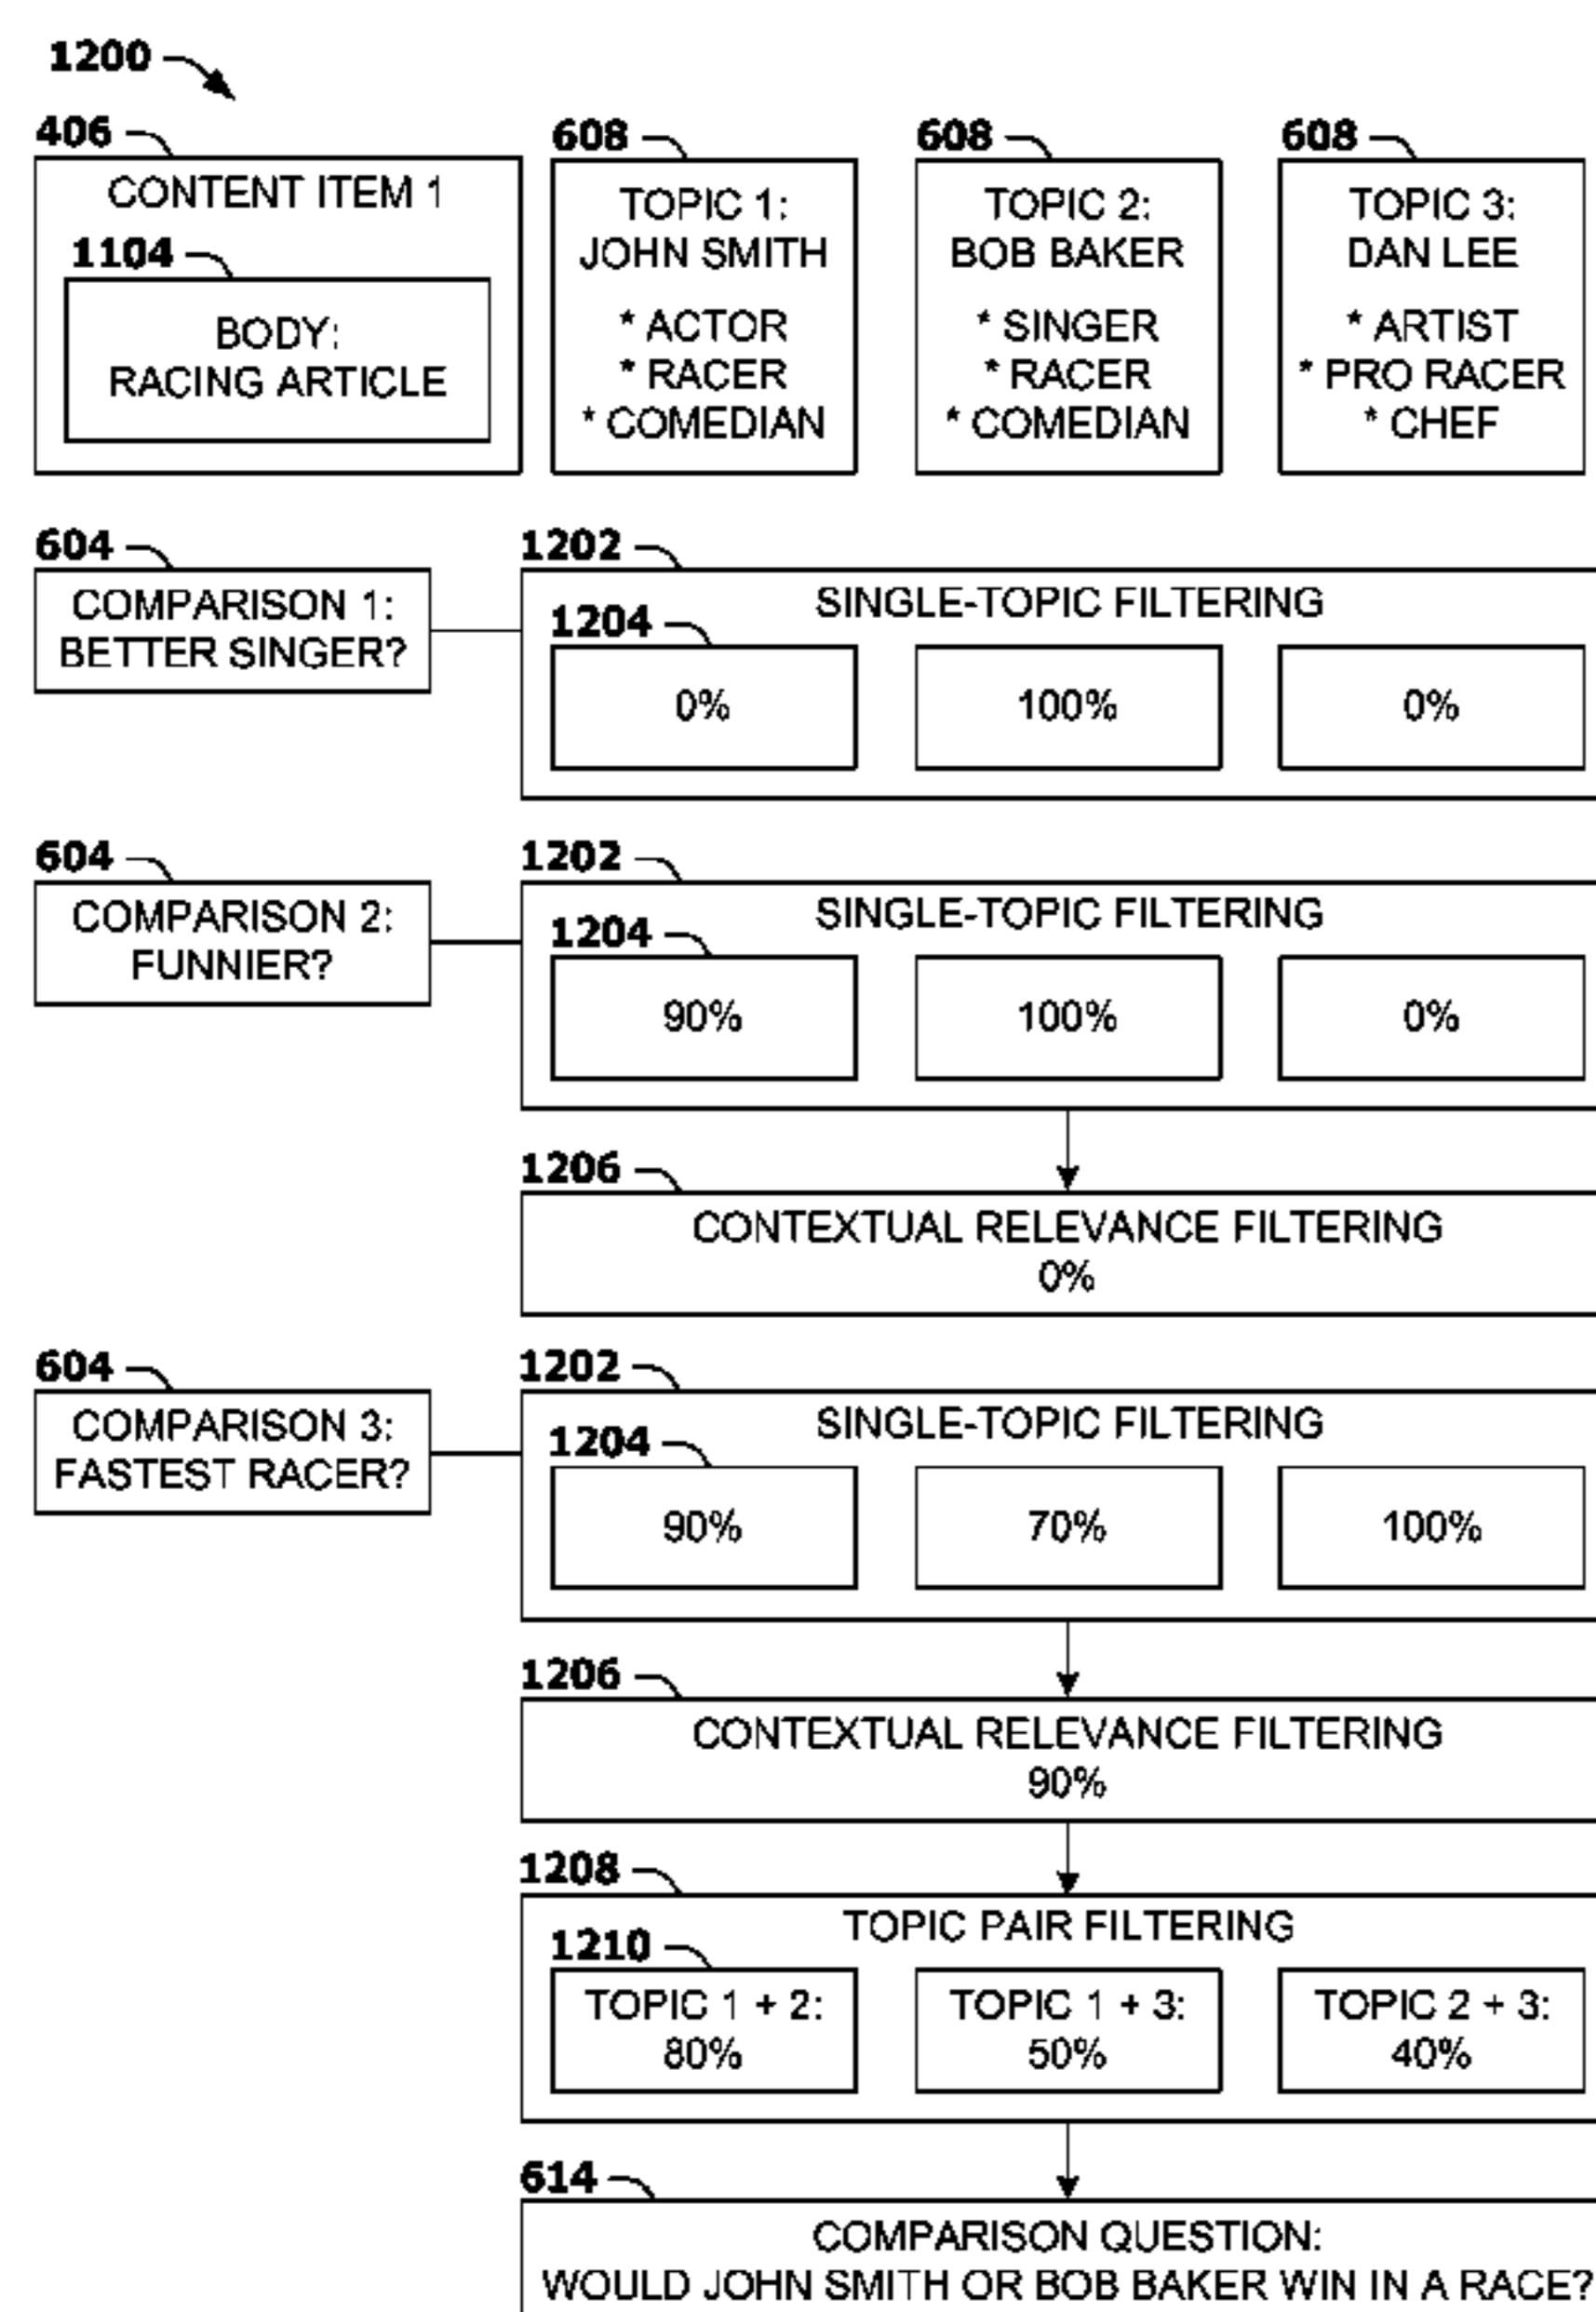 1200
406
CONTENT ITEM 1
1104
BODY:
RACING ARTICLE
608
TOPIC 1:
JOHN SMITH
* ACTOR
* RACER
* COMEDIAN
608
TOPIC 2:
BOB BAKER
* SINGER
* RACER
* COMEDIAN
608
TOPIC 3:
DAN LEE
* ARTIST
* PRO RACER
* CHEF
604
COMPARISON 1:
BETTER SINGER?
1202
SINGLE-TOPIC FILTERING
1204
0%
100%
0%
604
COMPARISON 2:
FUNNIER?
1202
SINGLE-TOPIC FILTERING
1204
90%
100%
0%
1206
CONTEXTUAL RELEVANCE FILTERING
0%
604
COMPARISON 3:
FASTEST RACER?
1202
SINGLE-TOPIC FILTERING
1204
90%
70%
100%
1206
CONTEXTUAL RELEVANCE FILTERING
90%
1208
TOPIC PAIR FILTERING
1210
TOPIC 1 + 2:
80%
TOPIC 1 + 3:
50%
TOPIC 2 + 3:
40%
614
COMPARISON QUESTION:
WOULD JOHN SMITH OR BOB BAKER WIN IN A RACE?